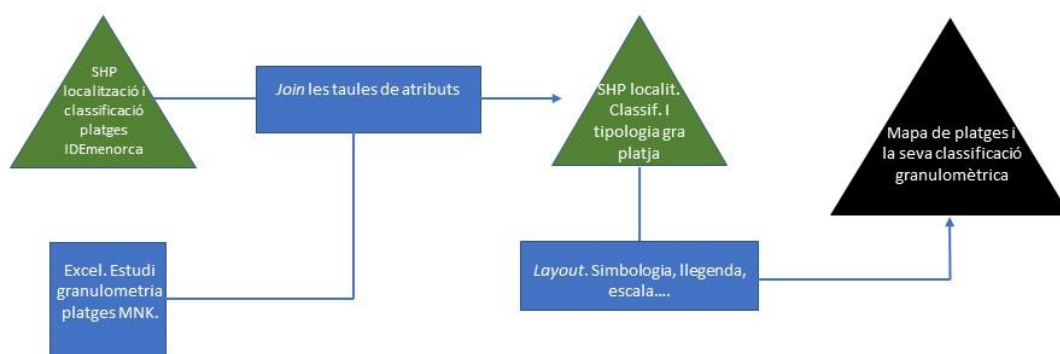 SHP
localització i
classificació
platges
IDEmenorca
Join les taules de atributs
SHP localit.
Classif. I
tipologia gra
platja
Mapa de platges i
la seva classificació
granulomètrica
Excel. Estudi
granulometria
platges MNK.
Layout. Simbologia, llegenda,
escala....